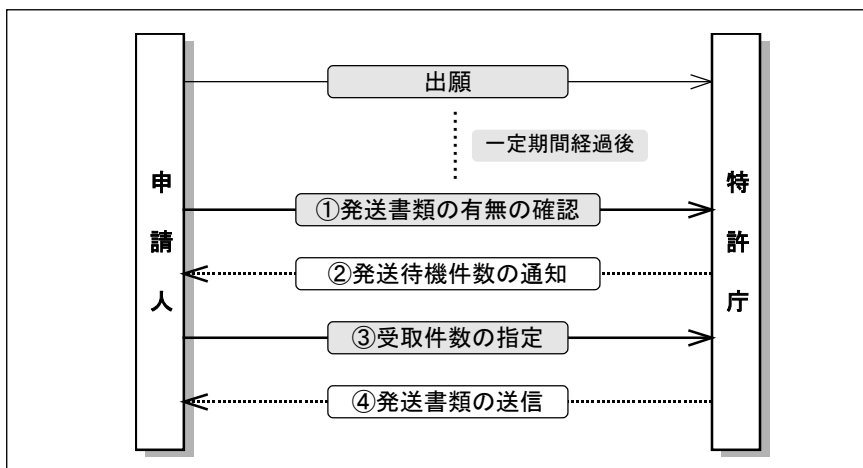 出願
一定期間経過後
申請人
特許庁
①発送書類の有無の確認
②発送待機件数の通知
③受取件数の指定
④発送書類の送信